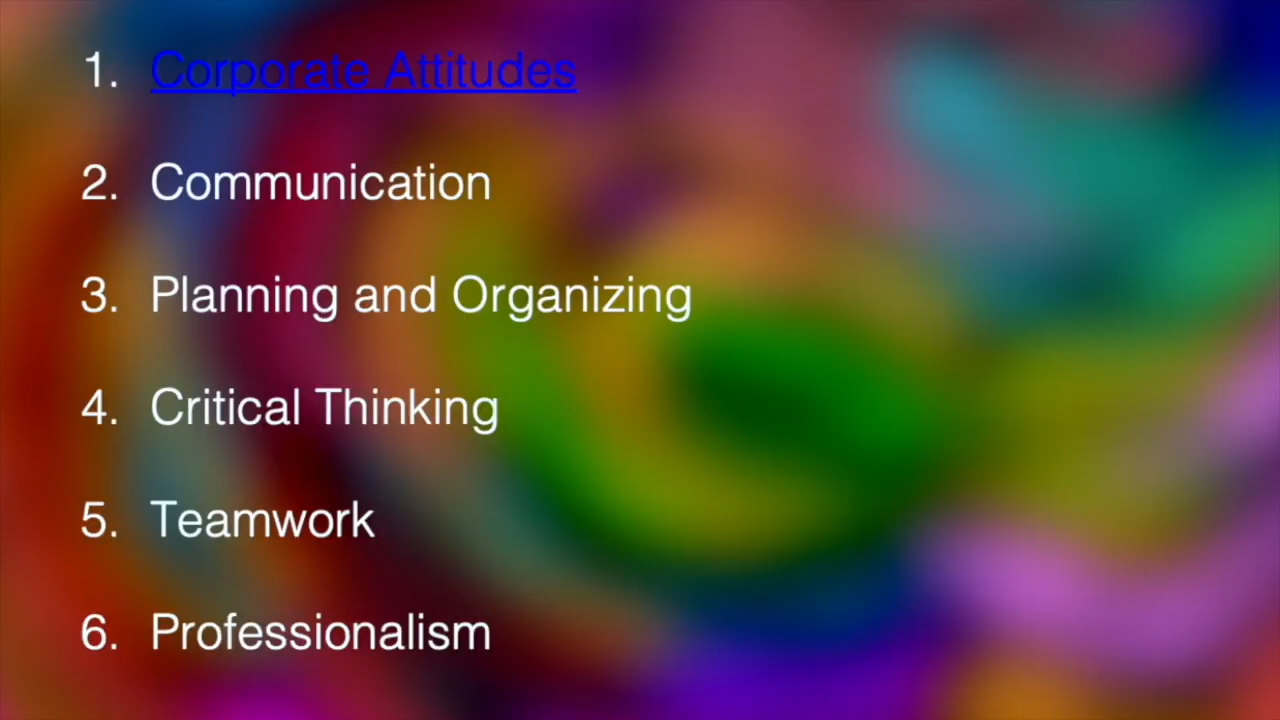 1. Corporate Attitudes
2. Communication
3. Planning and Organizing
4. Critical Thinking
5. Teamwork
6. Professionalism